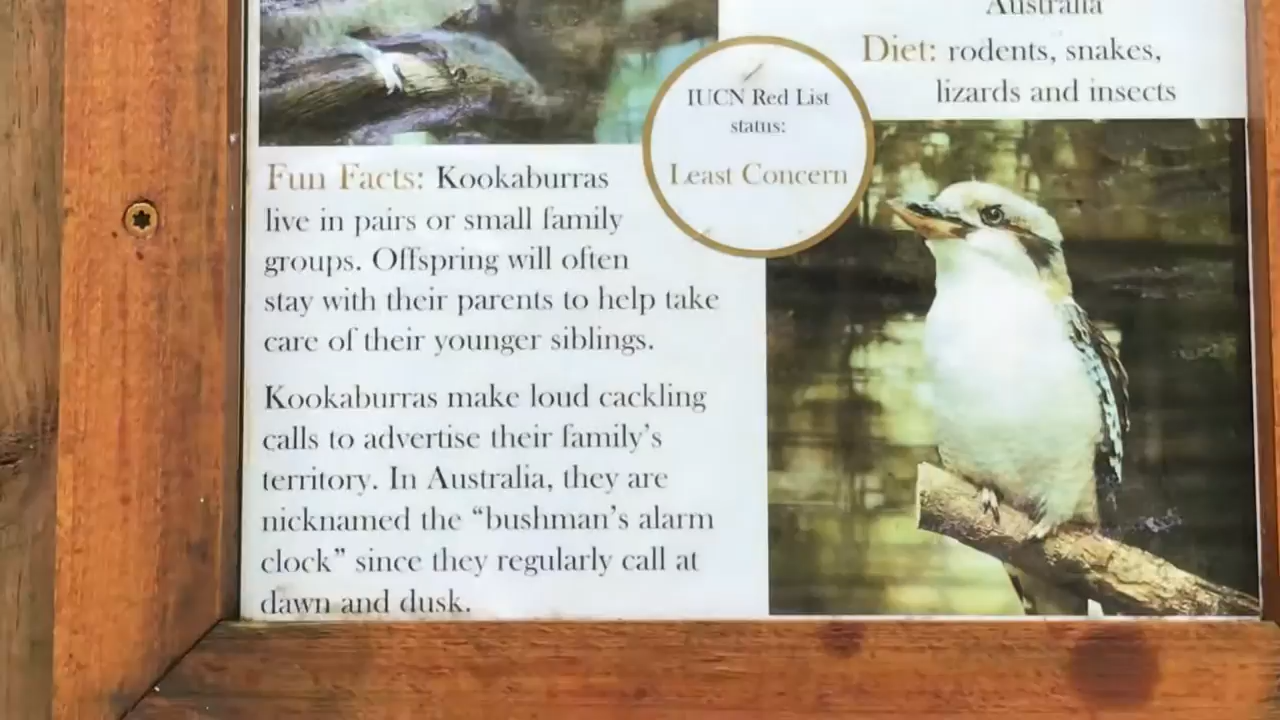 Australia
Diet: rodents, snakes,
lizards and insects
IUCN Red List
status:
Least Concern
Fun Facts: Kookaburras
live in pairs or small family
groups. Offspring will often
stay with their parents to help take
care of their younger siblings.
Kookaburras make loud cackling
calls to advertise their family's
territory. In Australia, they are
nicknamed the “bushman's alarm
clock” since they regularly call at
dawn and dusk.